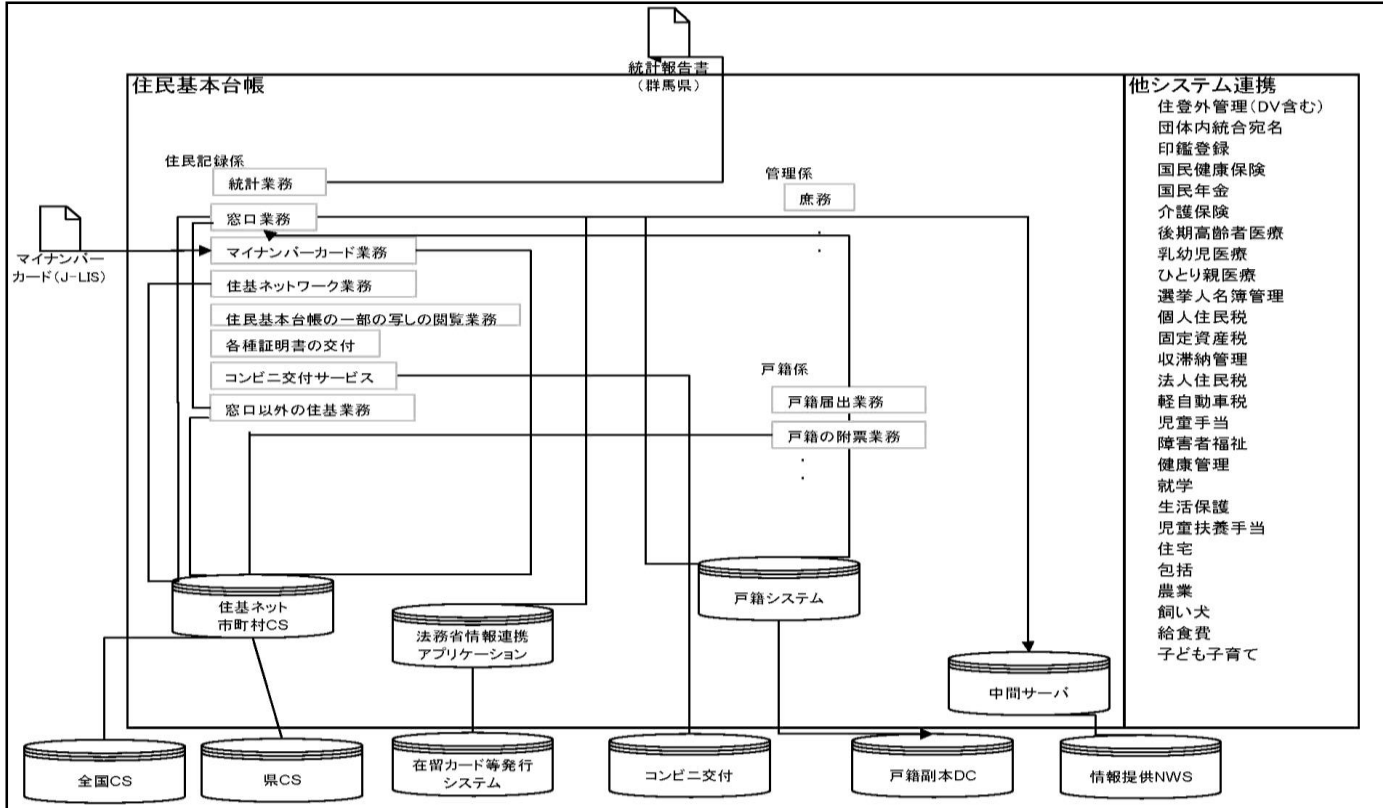 統計報告書
(群馬県)
住民基本台帳
他システム連携
住登外管理(DV含む)
団体内統合宛名
印鑑登録
国民健康保険
国民年金
介護保険
後期高齢者医療
乳幼児医療
ひとり親医療
選挙人名簿管理
個人住民税
固定資産税
収滞納管理
法人住民税
軽自動車税
児童手当
障害者福祉
健康管理
就学
生活保護
児童扶養手当
住宅
包括
農業
飼い犬
給食費
子ども子育て
住民記録係
統計業務
窓口業務
マイナンバーカード業務
住基ネットワーク業務
住民基本台帳の一部の写しの閲覧業務
各種証明書の交付
コンビニ交付サービス
窓口以外の住基業務
マイナンバー
カード(J-LIS)
管理係
庶務
・
・
戸籍係
戸籍届出業務
戸籍の附票業務
・
・
住基ネット
市町村CS
法務省情報連携
アプリケーション
戸籍システム
中間サーバ
全国CS
県CS
在留カード等発行
システム
コンビニ交付
戸籍副本DC
情報提供NWS